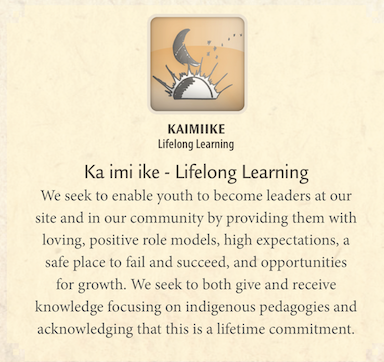 KAIMIIKE
Lifelong Learning
Ka imi ike - Lifelong Learning
We seek to enable youth to become leaders at our
site and in our community by providing them with
loving, positive role models, high expectations, a
safe place to fail and succeed, and opportunities
for growth. We seek to both give and receive
knowledge focusing on indigenous pedagogies and
acknowledging that this is a lifetime commitment.